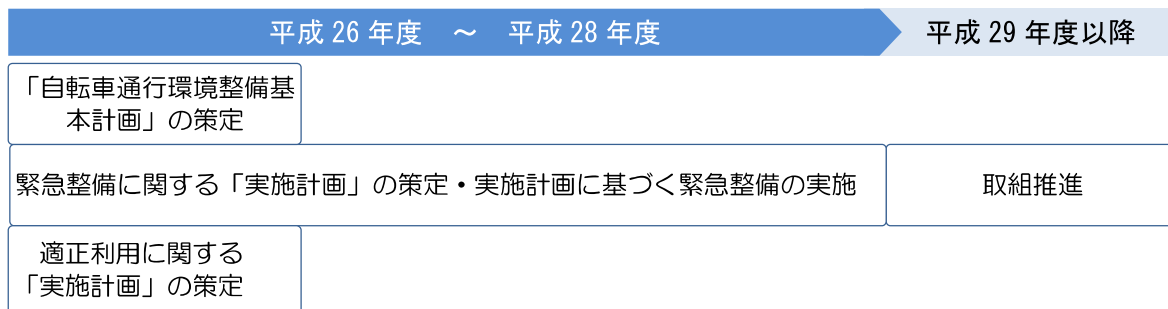 平成 26 年度　～　平成 28 年度
平成 29 年度以降
「自転車通行環境整備基
本計画」の策定
緊急整備に関する「実施計画」の策定・実施計画に基づく緊急整備の実施
取組推進
適正利用に関する
「実施計画」の策定